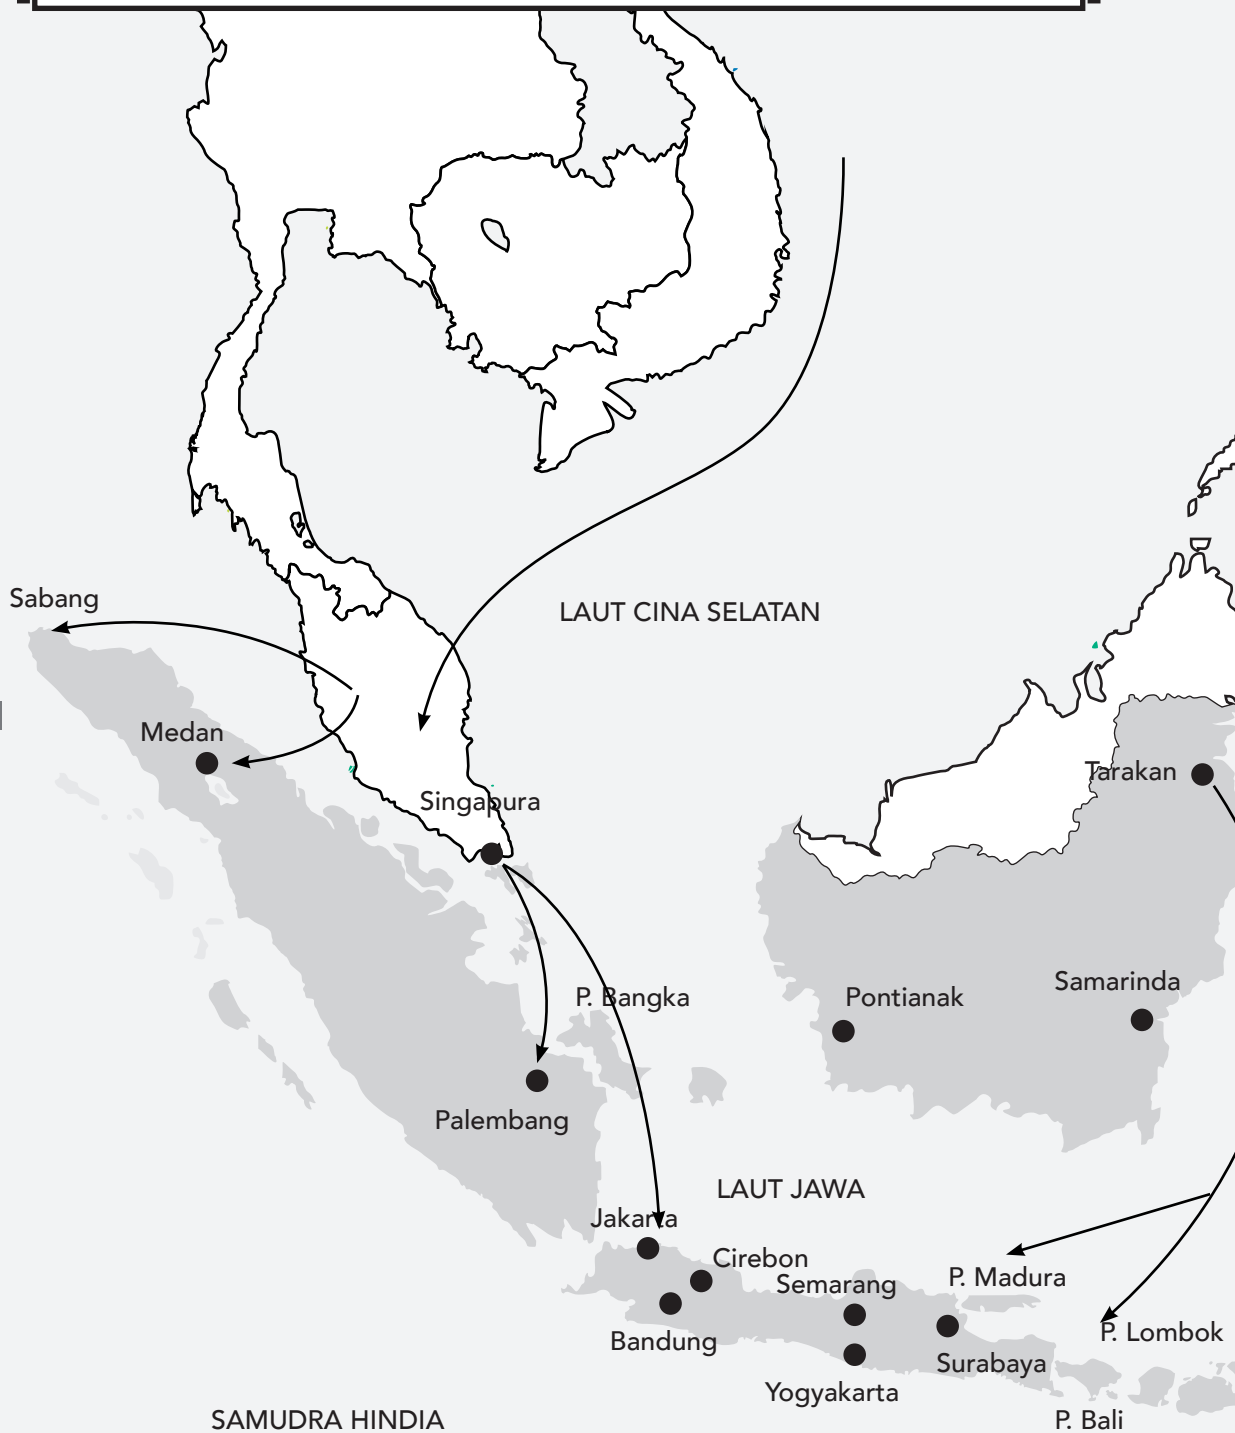 Sabang
LAUT CINA SELATAN
Medan
Tarakan
Singapura
Samarinda
P. Bangka
Pontianak
Palembang
LAUT JAWA
Jakarta
Cirebon
Semarang
P. Madura
Bandung
P. Lombok
Surabaya
Yogyakarta
SAMUDRA HINDIA
P. Bali